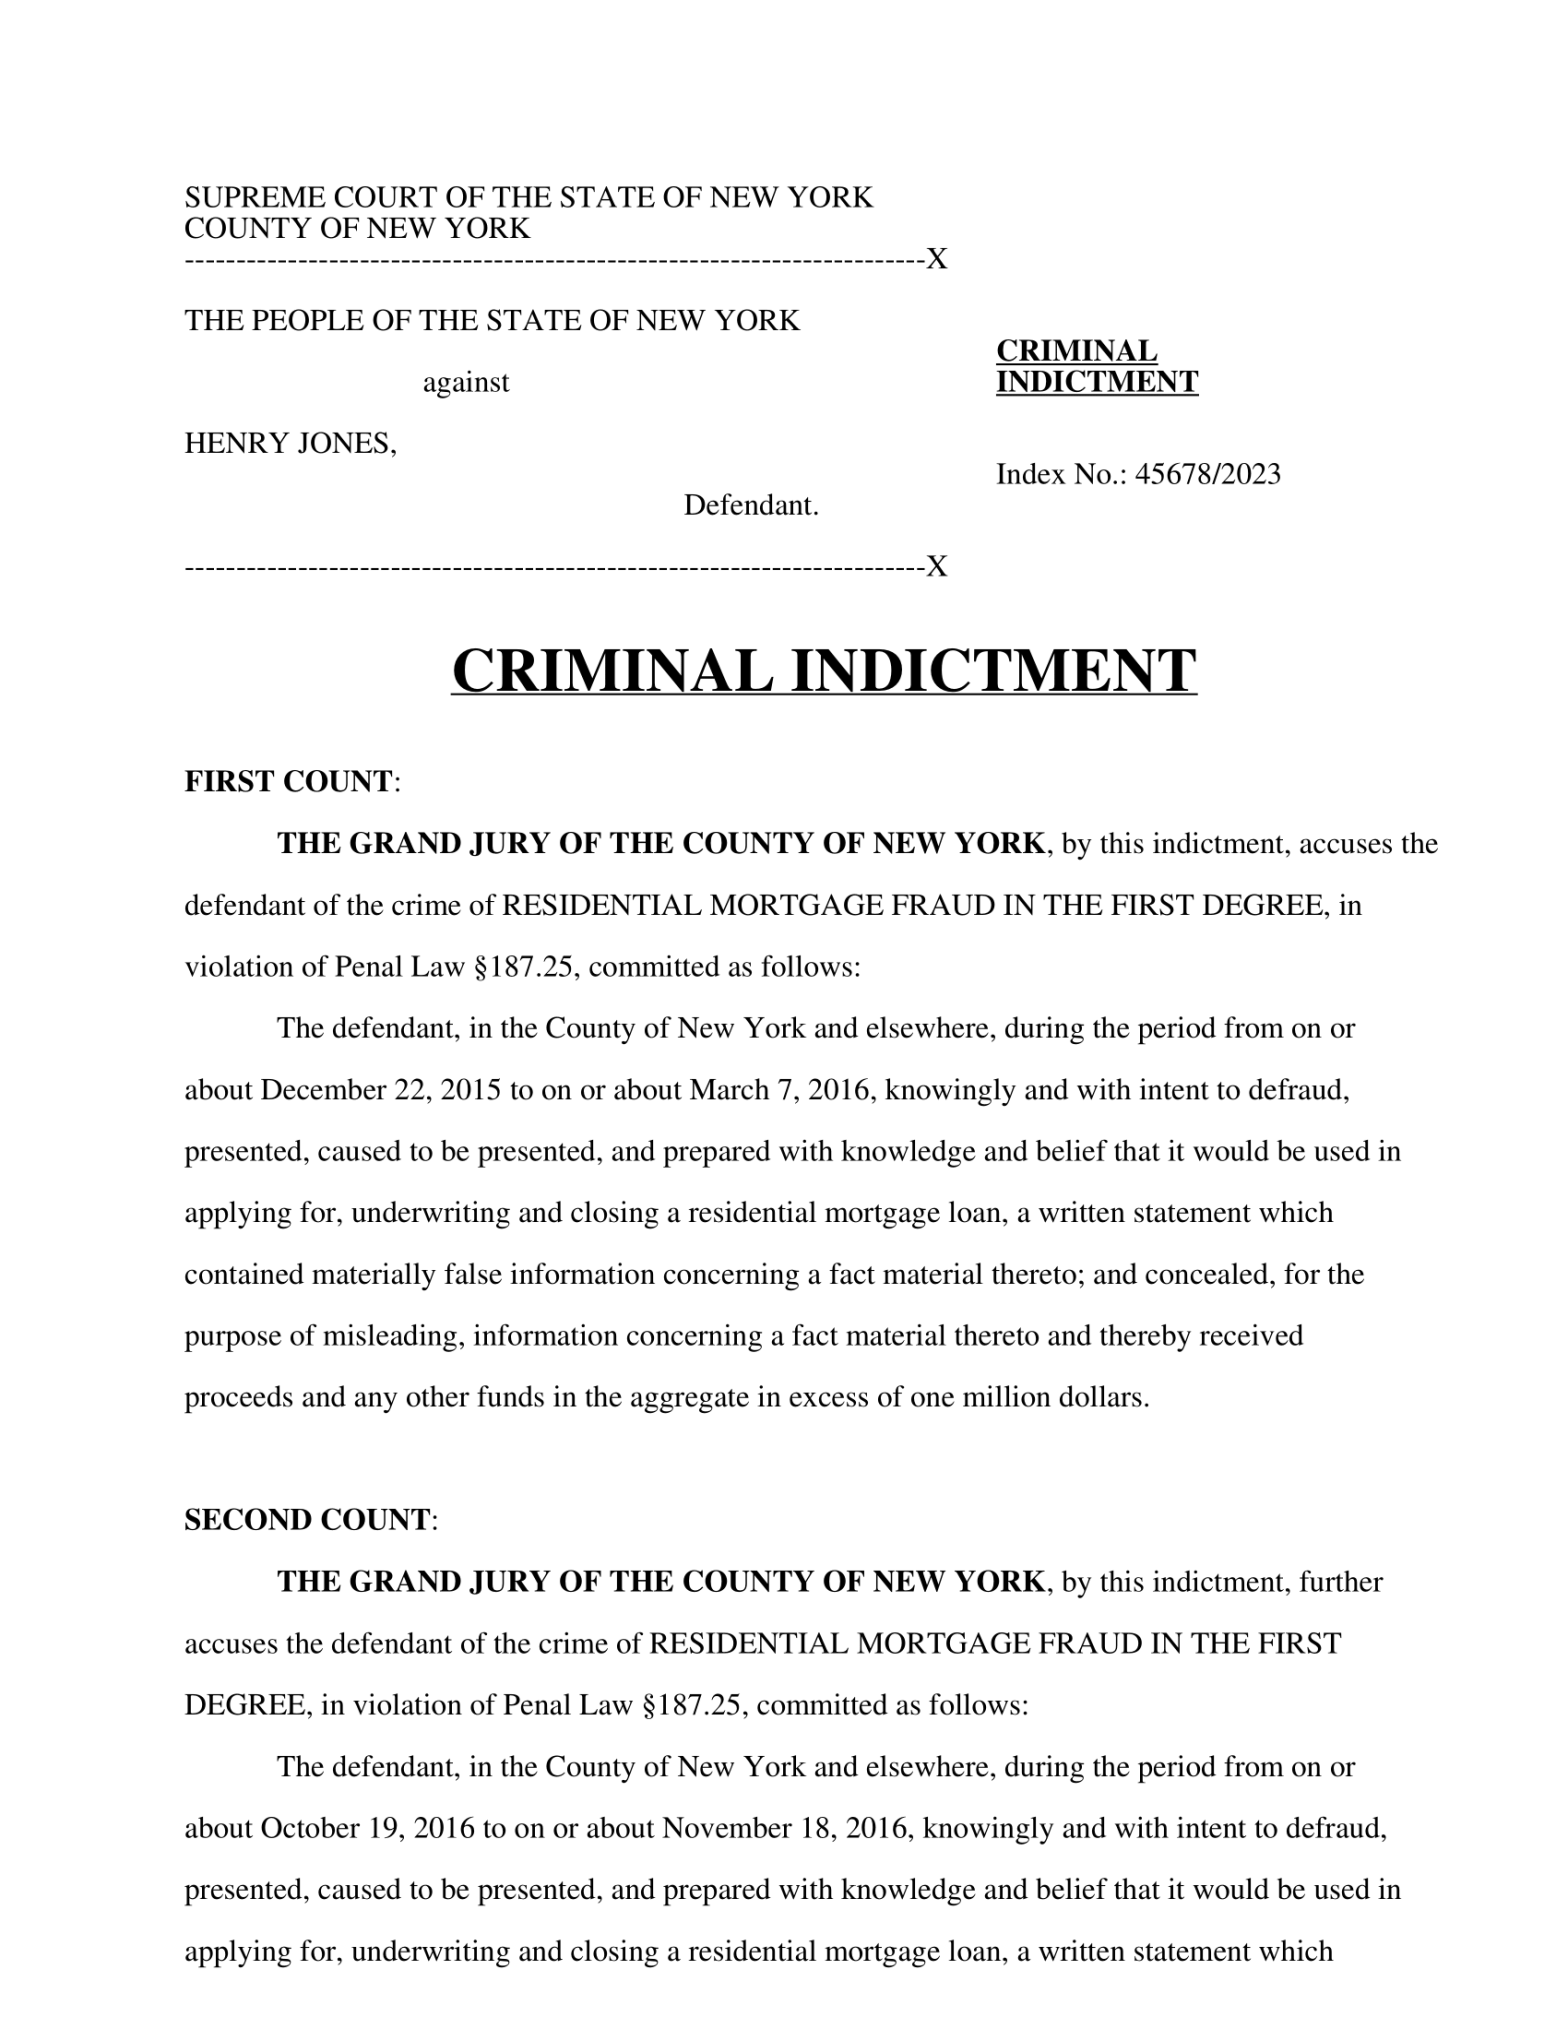 SUPREME COURT OF THE STATE OF NEW YORK
COUNTY OF NEW YORK
------------------------------------------------------------------------X
THE PEOPLE OF THE STATE OF NEW YORK
CRIMINAL
INDICTMENT
against
HENRY JONES,
Index No.: 45678/2023
Defendant.
------------------------------------------------------------------------X
CRIMINAL INDICTMENT
FIRST COUNT:
THE GRAND JURY OF THE COUNTY OF NEW YORK, by this indictment, accuses the
defendant of the crime of RESIDENTIAL MORTGAGE FRAUD IN THE FIRST DEGREE, in
violation of Penal Law §187.25, committed as follows:
The defendant, in the County of New York and elsewhere, during the period from on or
about December 22, 2015 to on or about March 7, 2016, knowingly and with intent to defraud,
presented, caused to be presented, and prepared with knowledge and belief that it would be used in
applying for, underwriting and closing a residential mortgage loan, a written statement which
contained materially false information concerning a fact material thereto; and concealed, for the
purpose of misleading, information concerning a fact material thereto and thereby received
proceeds and any other funds in the aggregate in excess of one million dollars.
SECOND COUNT:
THE GRAND JURY OF THE COUNTY OF NEW YORK, by this indictment, further
accuses the defendant of the crime of RESIDENTIAL MORTGAGE FRAUD IN THE FIRST
DEGREE, in violation of Penal Law §187.25, committed as follows:
The defendant, in the County of New York and elsewhere, during the period from on or
about October 19, 2016 to on or about November 18, 2016, knowingly and with intent to defraud,
presented, caused to be presented, and prepared with knowledge and belief that it would be used in
applying for, underwriting and closing a residential mortgage loan, a written statement which